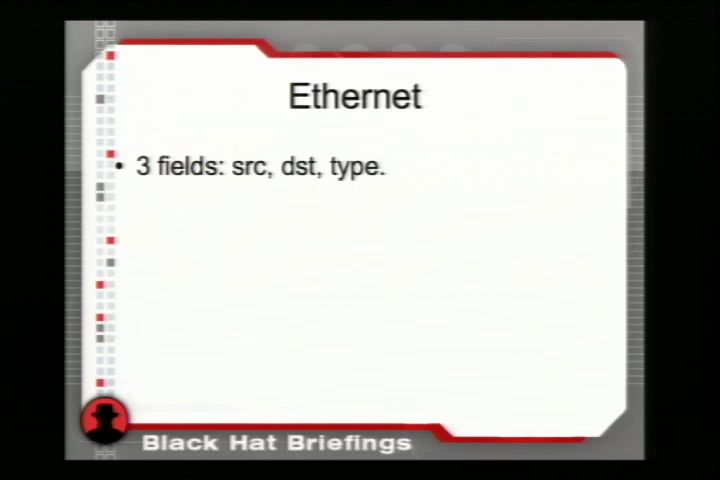 Ethernet
• 3 fields: src, dst, type.
Black Hat Briefings